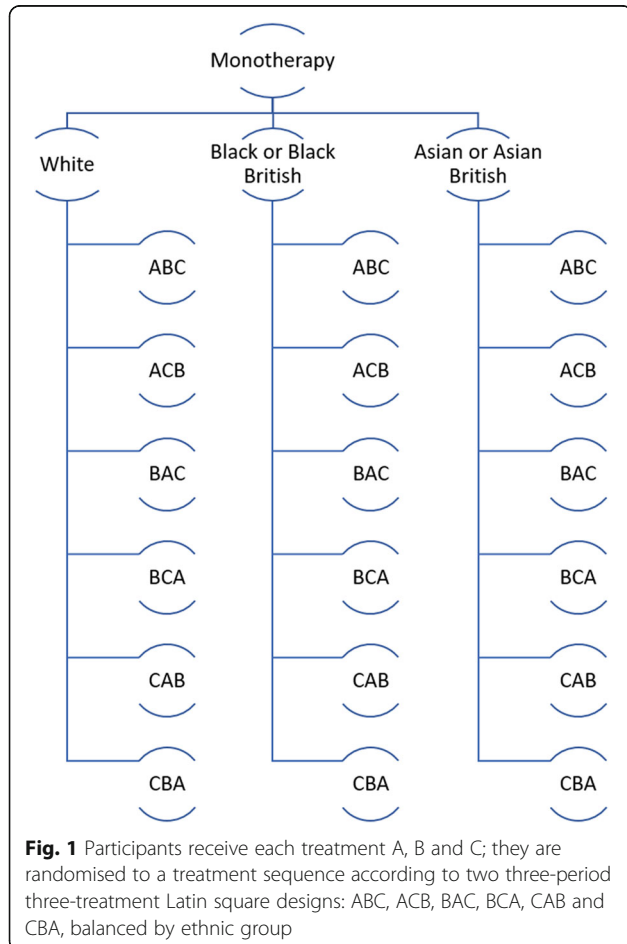 Monotherapy
White
Black or Black
British
Asian or Asian
British
ABC
ABC
ABC
ACB
ACB
ACB
BAC
BAC
BAC
BCA
BCA
BCA
CAB
CAB
CAB
CBA
CBA
CBA
Fig. 1 Participants receive each treatment A, B and C; they are
randomised to a treatment sequence according to two three-period
three-treatment Latin square designs: ABC, ACB, BAC, BCA, CAB and
CBA, balanced by ethnic group